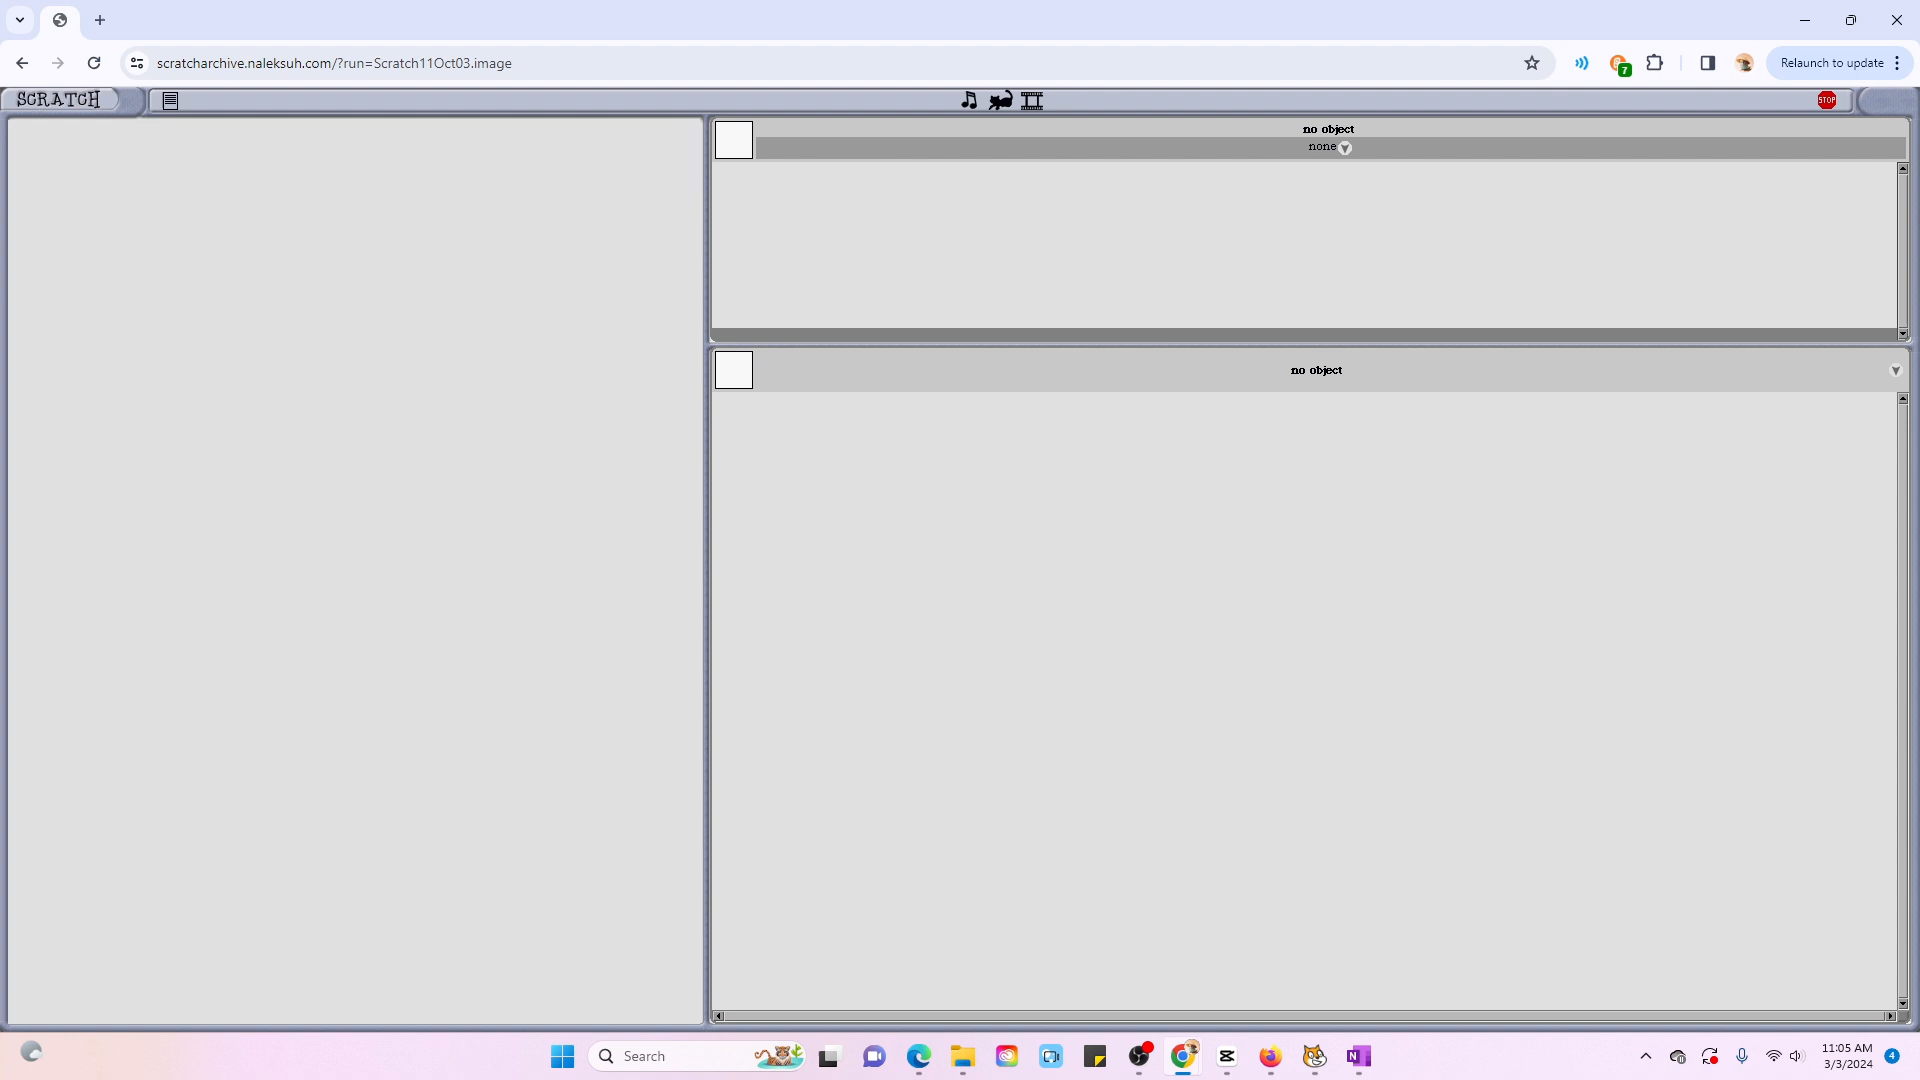 scratcharchive.naleksuh.com/?run=Scratch11Oct03.image
7
Relaunch to update
SCRATCH
STOP
no object
none
no object
Search
N
11:05 AM
3/3/2024
4